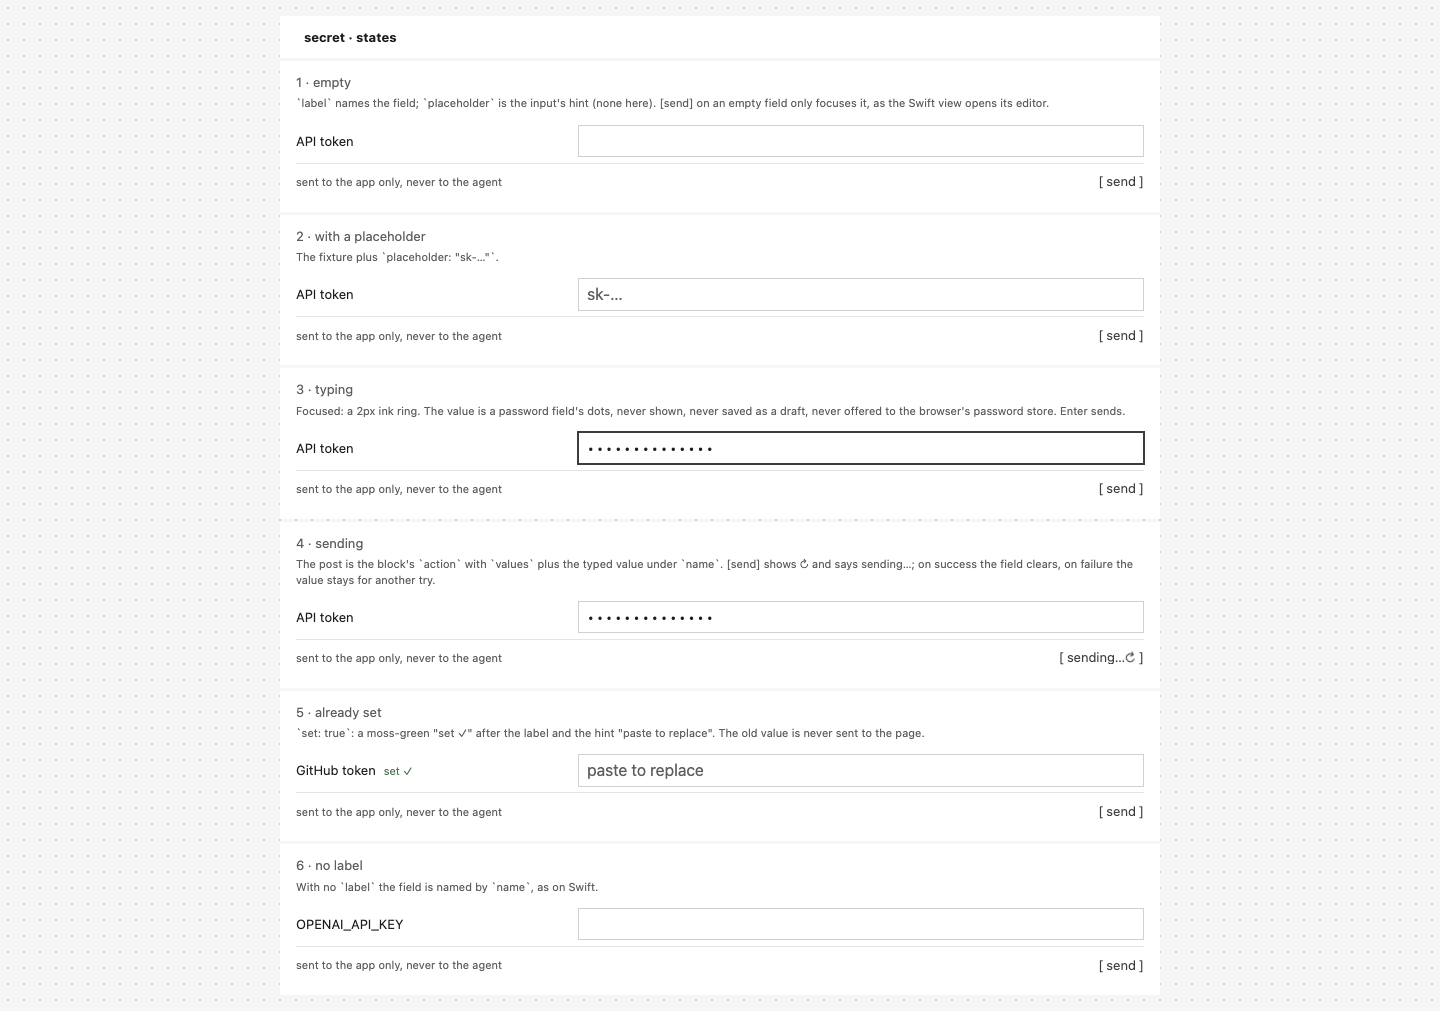 secret · states
1 · empty
`label` names the field; `placeholder` is the input's hint (none here). [send] on an empty field only focuses it, as the Swift view opens its editor.
API token
sent to the app only, never to the agent
[ send ]
2 · with a placeholder
The fixture plus `placeholder: "sk-…"`.
API token
sk-…
sent to the app only, never to the agent
[ send ]
3 · typing
Focused: a 2px ink ring. The value is a password field's dots, never shown, never saved as a draft, never offered to the browser's password store. Enter sends.
API token
••••••••••••••
sent to the app only, never to the agent
[ send ]
4 · sending
The post is the block's `action` with `values` plus the typed value under `name`. [send] shows ↻ and says sending…; on success the field clears, on failure the
value stays for another try.
API token
••••••••••••••
sent to the app only, never to the agent
[ sending…↻ ]
5 · already set
`set: true`: a moss-green "set ✓" after the label and the hint "paste to replace". The old value is never sent to the page.
GitHub token set ✓
paste to replace
sent to the app only, never to the agent
[ send ]
6 · no label
With no `label` the field is named by `name`, as on Swift.
OPENAI_API_KEY
sent to the app only, never to the agent
[ send ]